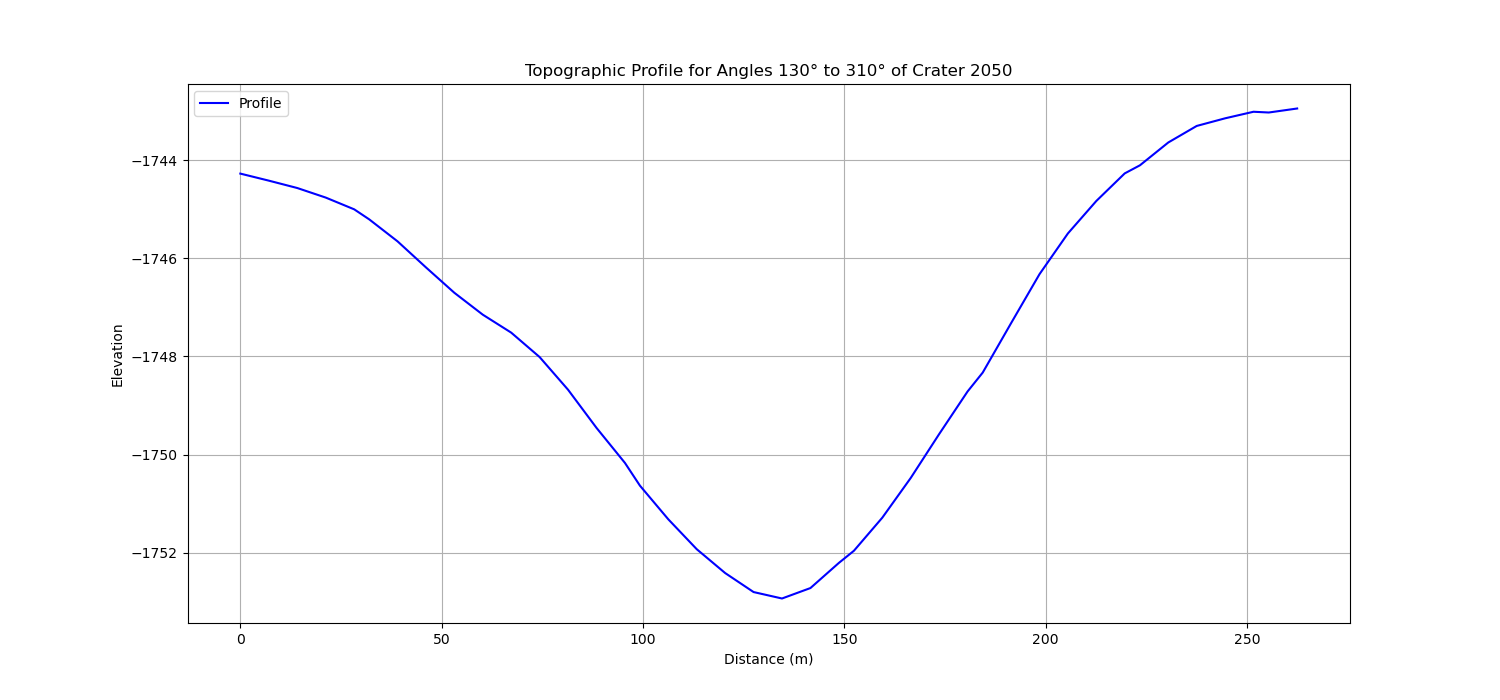 Topographic Profile for Angles 130° to 310° of Crater 2050
Profile
−1744
−1746
−1748
−1750
−1752
Elevation
0 50 100 150 200 250
Distance (m)